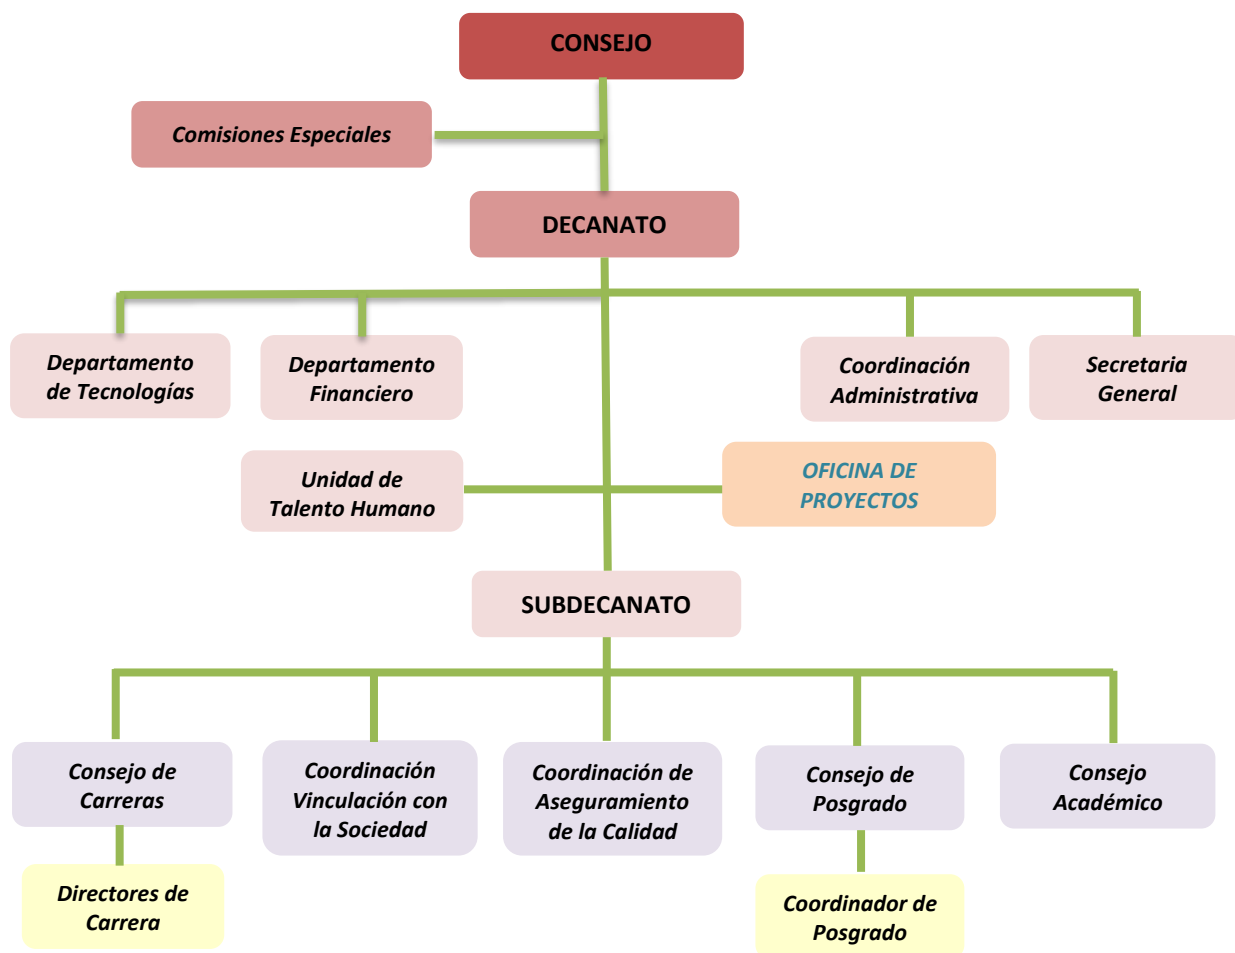 CONSEJO
Comisiones Especiales
DECANATO
Departamento
de Tecnologías
Departamento
Financiero
Coordinación
Administrativa
Secretaria
General
Unidad de
Talento Humano
OFICINA DE
PROYECTOS
SUBDECANATO
Consejo de
Carreras
Coordinación
Vinculación con
la Sociedad
Coordinación de
Aseguramiento
de la Calidad
Consejo de
Posgrado
Consejo
Académico
Directores de
Carrera
Coordinador de
Posgrado